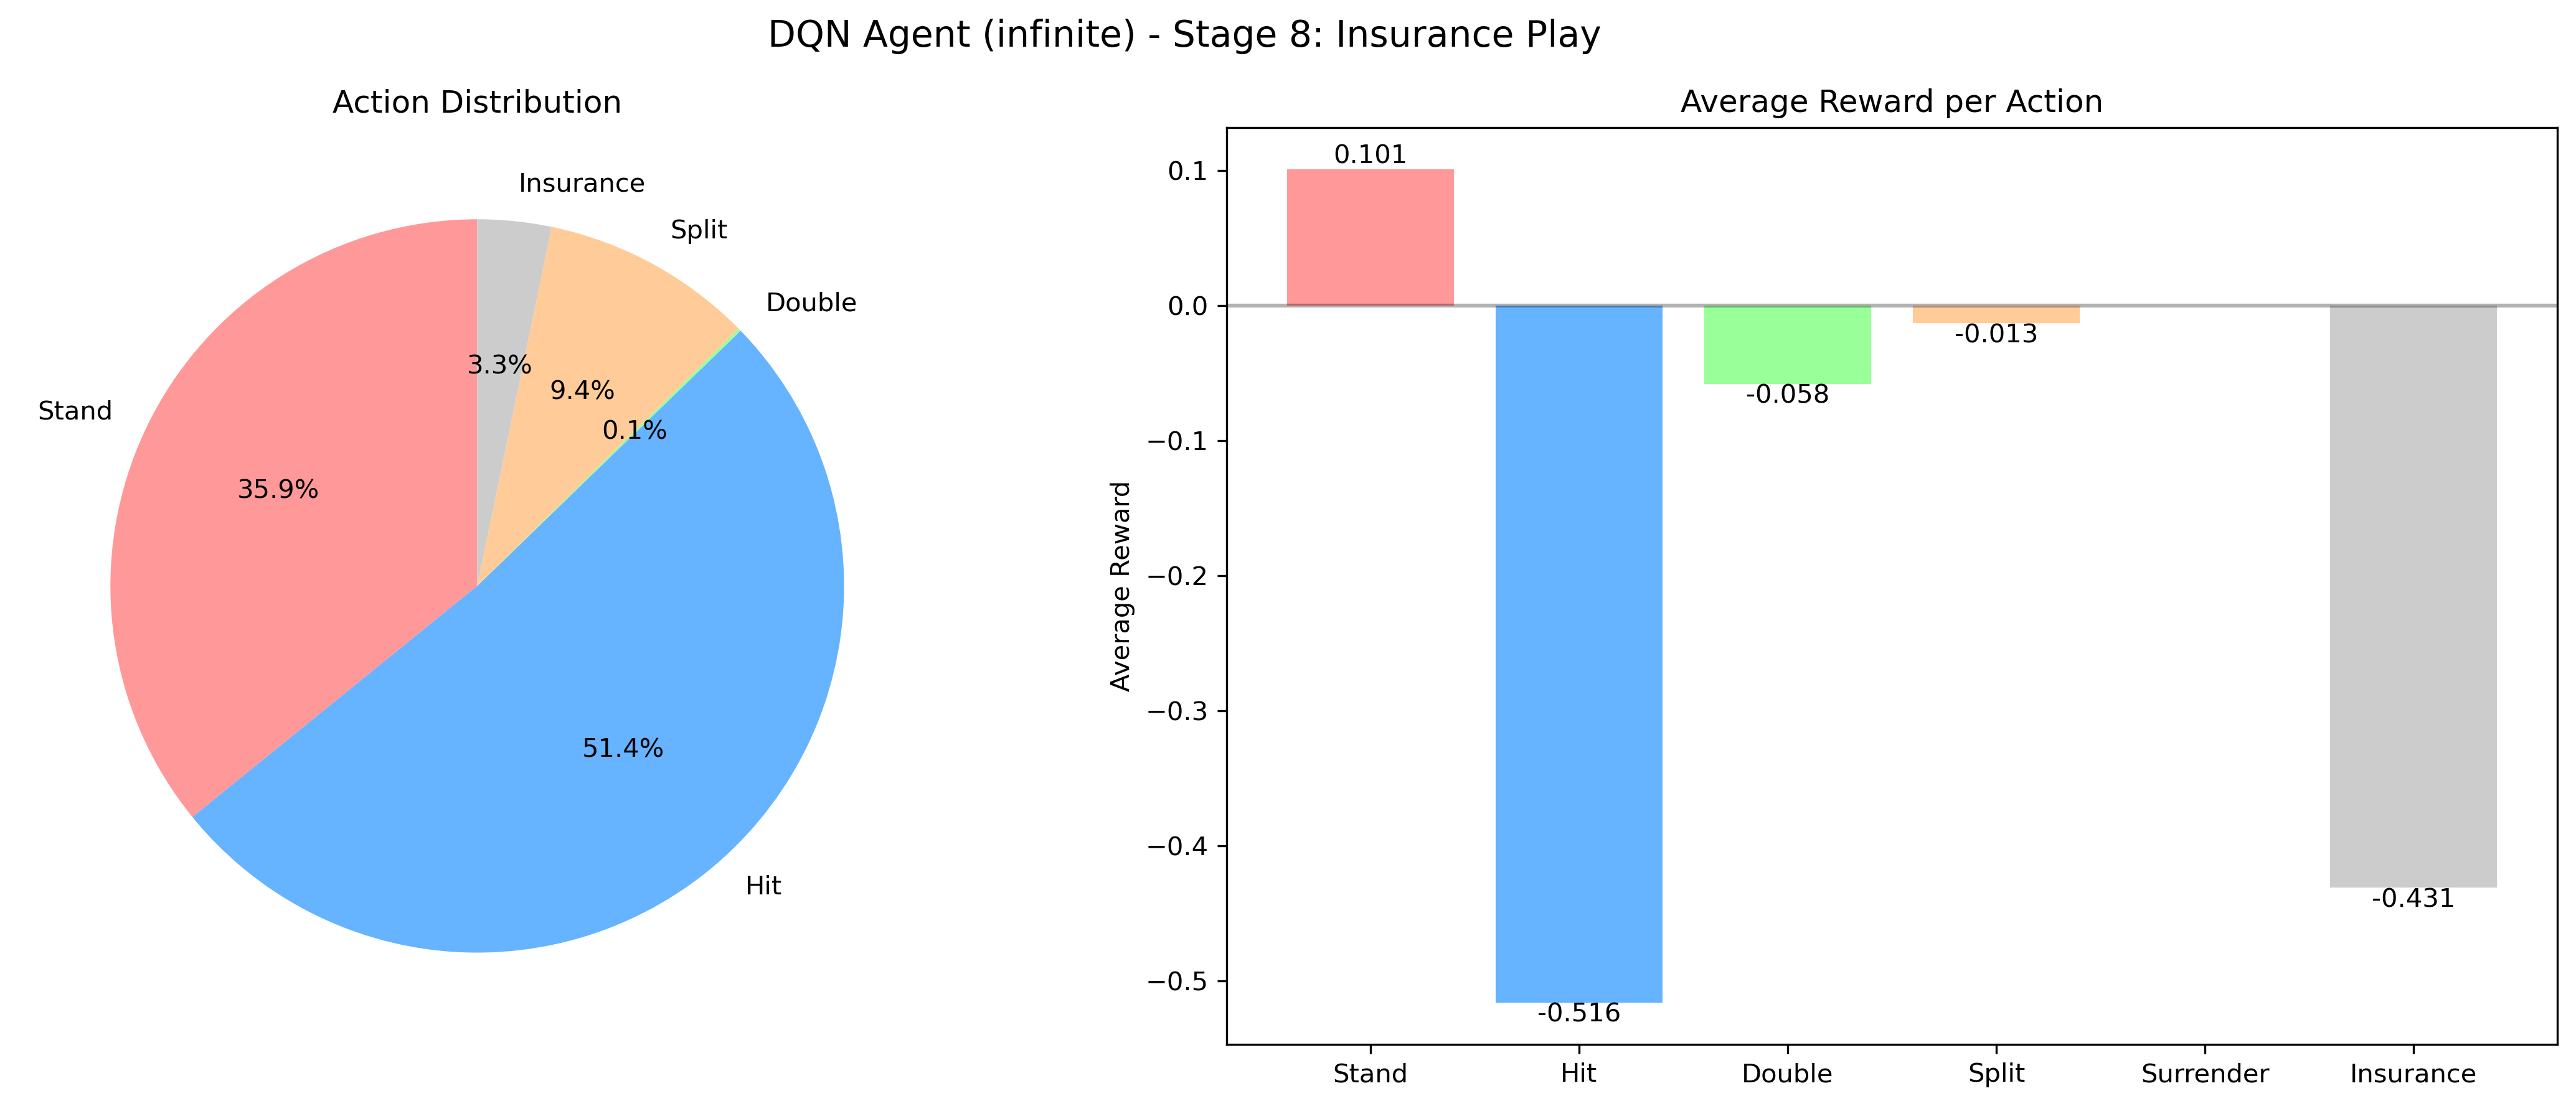 DQN Agent (infinite) - Stage 8: Insurance Play
Action Distribution
Insurance
Split
Double
Stand
Hit
3.3%
9.4%
0.1%
35.9%
51.4%
Average Reward per Action
Average Reward
0.1
0.0
−0.1
−0.2
−0.3
−0.4
−0.5
0.101
-0.516
-0.058
-0.013
-0.431
Stand
Hit
Double
Split
Surrender
Insurance